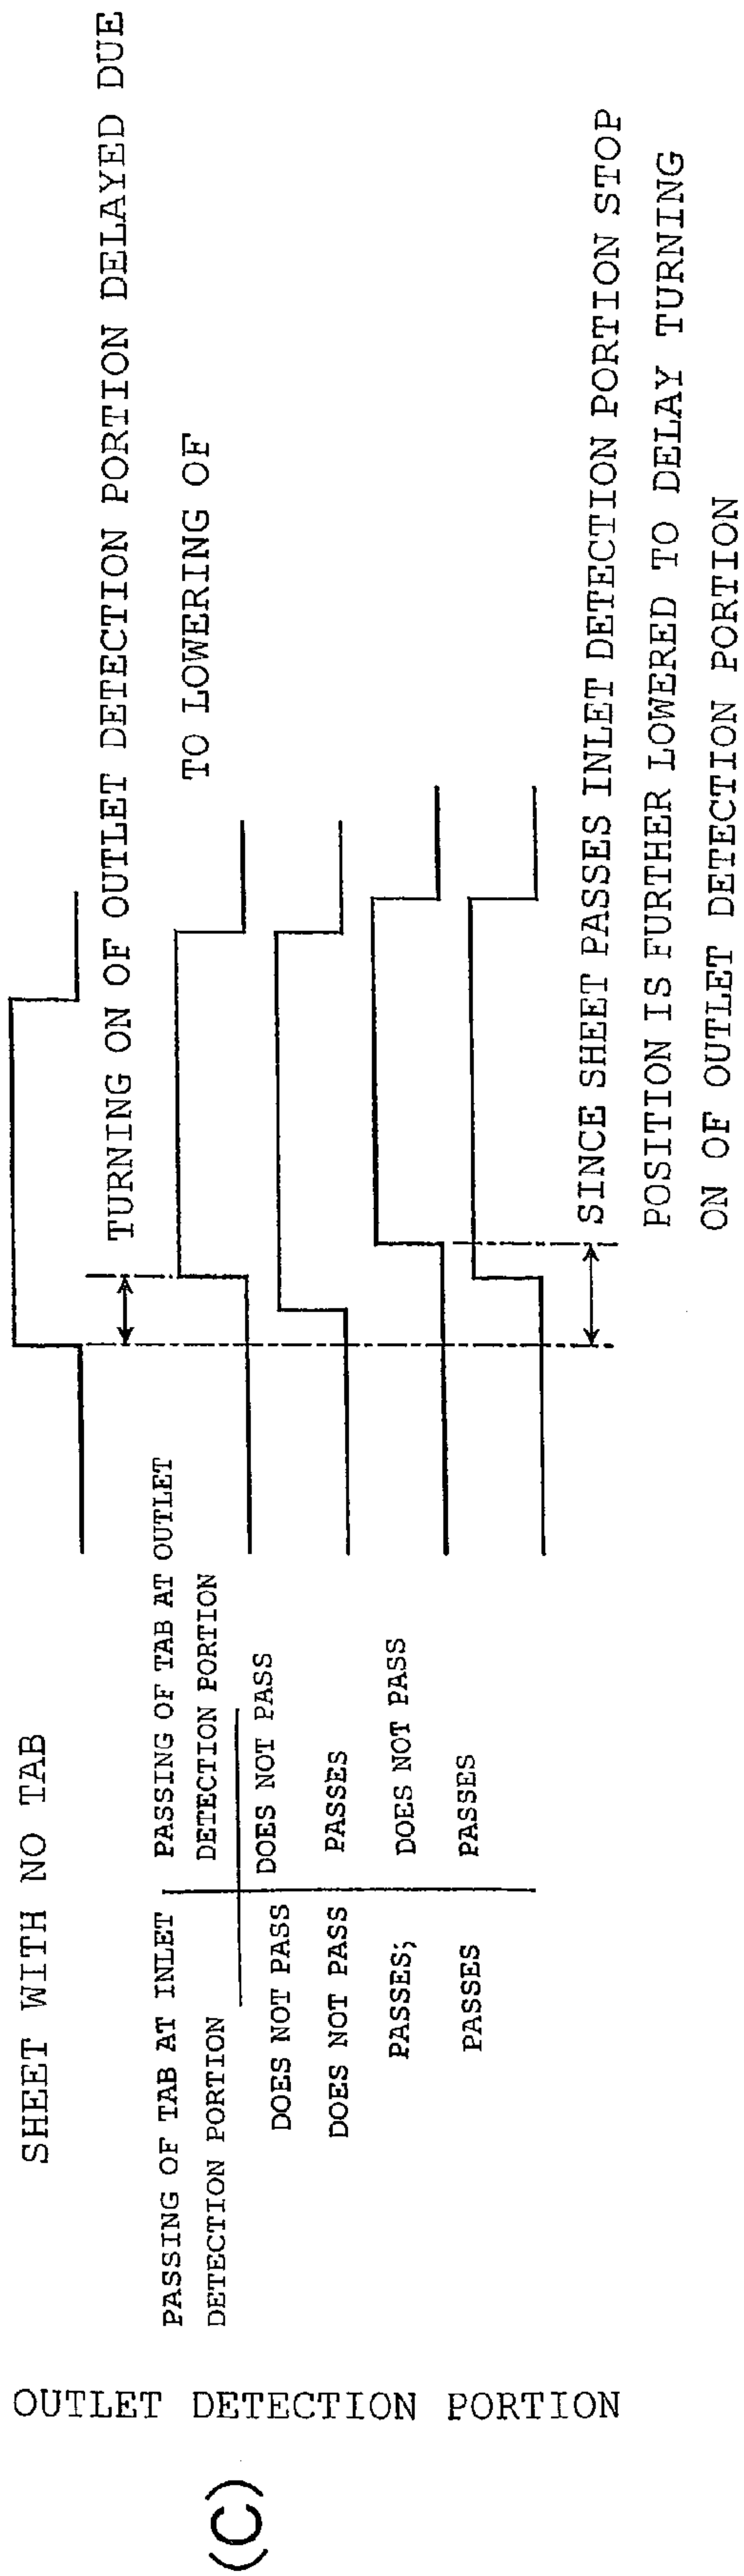 (C)
OUTLET DETECTION PORTION
SHEET WITH NO TAB
TURNING ON OF OUTLET DETECTION PORTION DELAYED DUE
TO LOWERING OF
PASSING OF TAB AT INLET
DETECTION PORTION
PASSING OF TAB AT OUTLET
DETECTION PORTION
DOES NOT PASS
DOES NOT PASS
DOES NOT PASS
PASSES
PASSES;
DOES NOT PASS
PASSES
PASSES
SINCE SHEET PASSES INLET DETECTION PORTION STOP
POSITION IS FURTHER LOWERED TO DELAY TURNING
ON OF OUTLET DETECTION PORTION